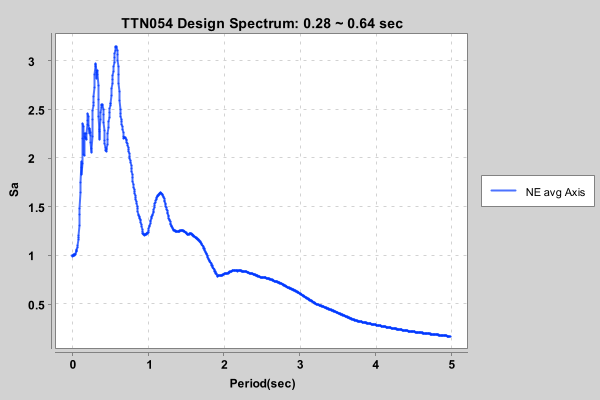 TTN054 Design Spectrum: 0.28 ~ 0.64 sec
3
2.5
2
1.5
1
0.5
Sa
0 1 2 3 4 5
Period(sec)
NE avg Axis